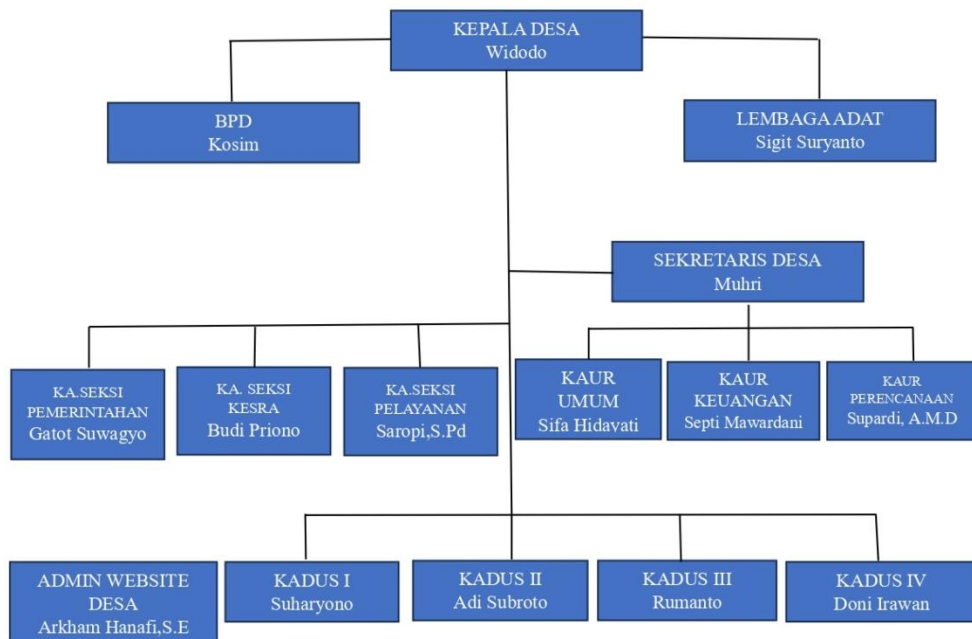 KEPALA DESA
Widodo
BPD
Kosim
LEMBAGA ADAT
Sigit Suryanto
SEKRETARIS DESA
Muhri
KA.SEKSI
PEMERINTAHAN
Gatot Suwagyo
KA. SEKSI
KESRA
Budi Priono
KA.SEKSI
PELAYANAN
Saropi,S.Pd
KAUR
UMUM
Sifa Hidavati
KAUR
KEUANGAN
Septi Mawardani
KAUR
PERENCANAAN
Supardi, A.M.D
ADMIN WEBSITE
DESA
Arkham Hanafi,S.E
KADUS I
Suharyono
KADUS II
Adi Subroto
KADUS III
Rumanto
KADUS IV
Doni Irawan